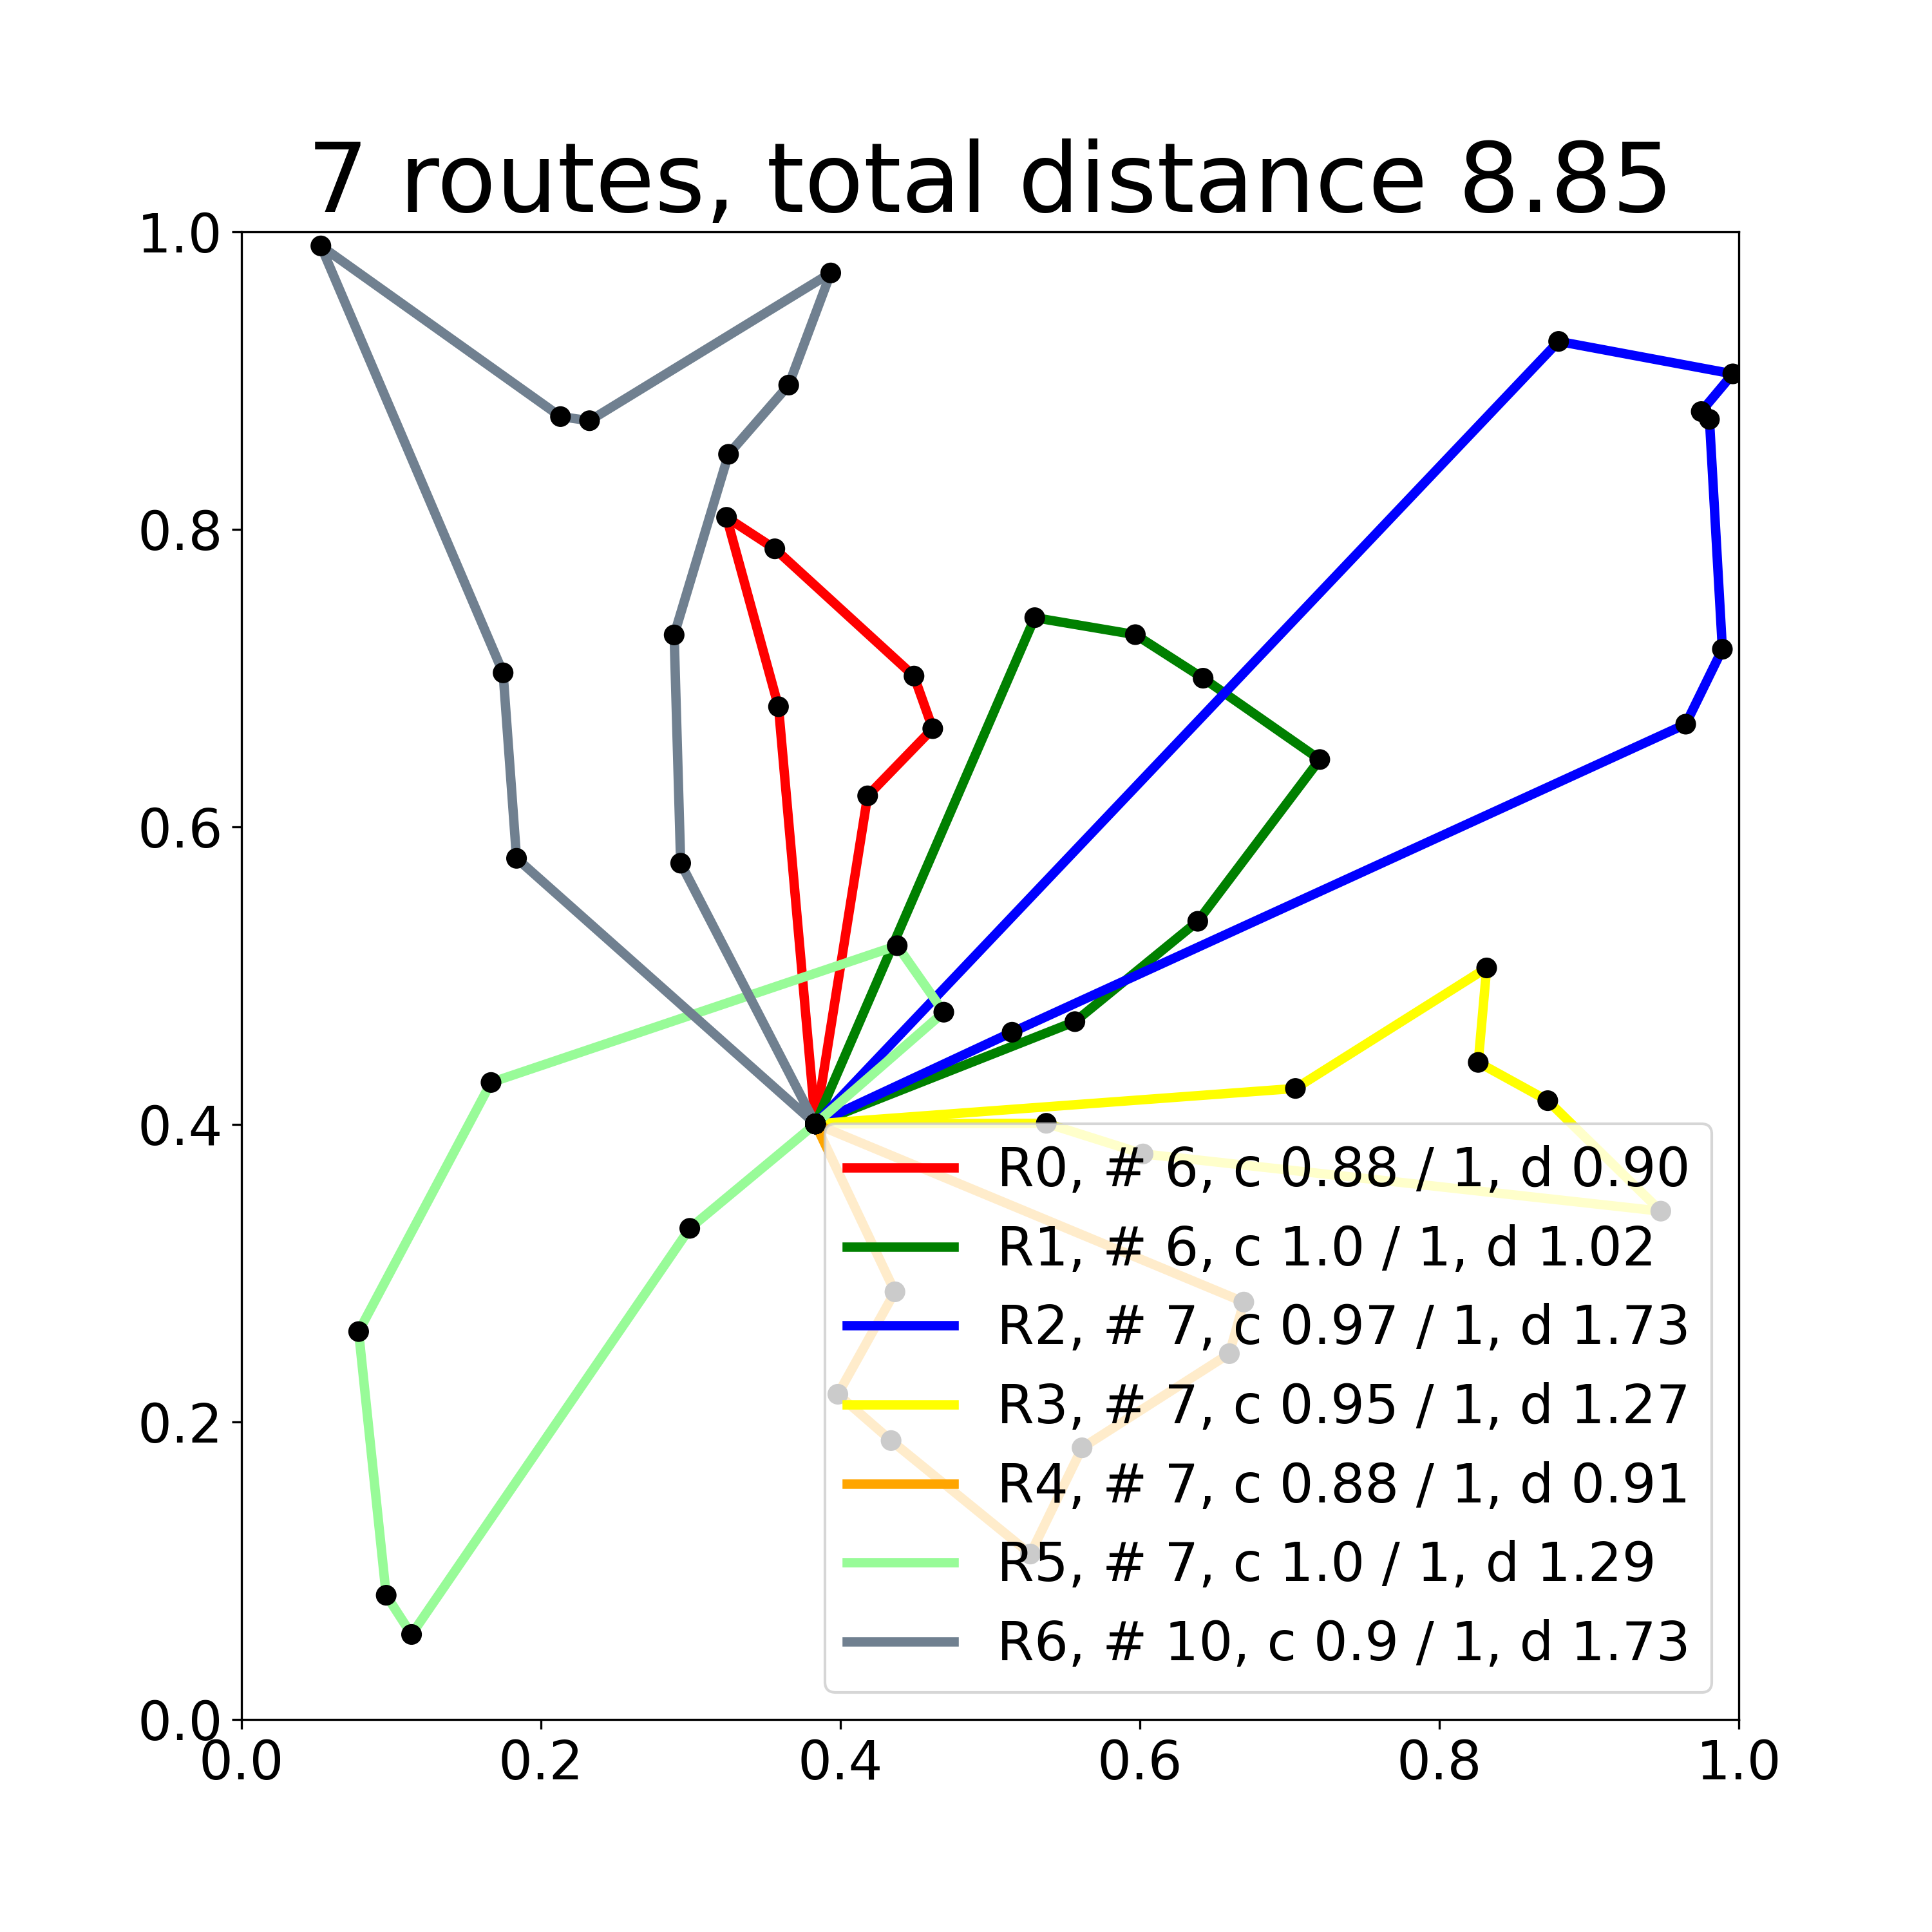 7 routes, total distance 8.85
1.0
0.8
0.6
0.4
0.2
0.0
0.0 0.2 0.4 0.6 0.8 1.0
R0, # 6, c 0.88 / 1, d 0.90
R1, # 6, c 1.0 / 1, d 1.02
R2, # 7, c 0.97 / 1, d 1.73
R3, # 7, c 0.95 / 1, d 1.27
R4, # 7, c 0.88 / 1, d 0.91
R5, # 7, c 1.0 / 1, d 1.29
R6, # 10, c 0.9 / 1, d 1.73